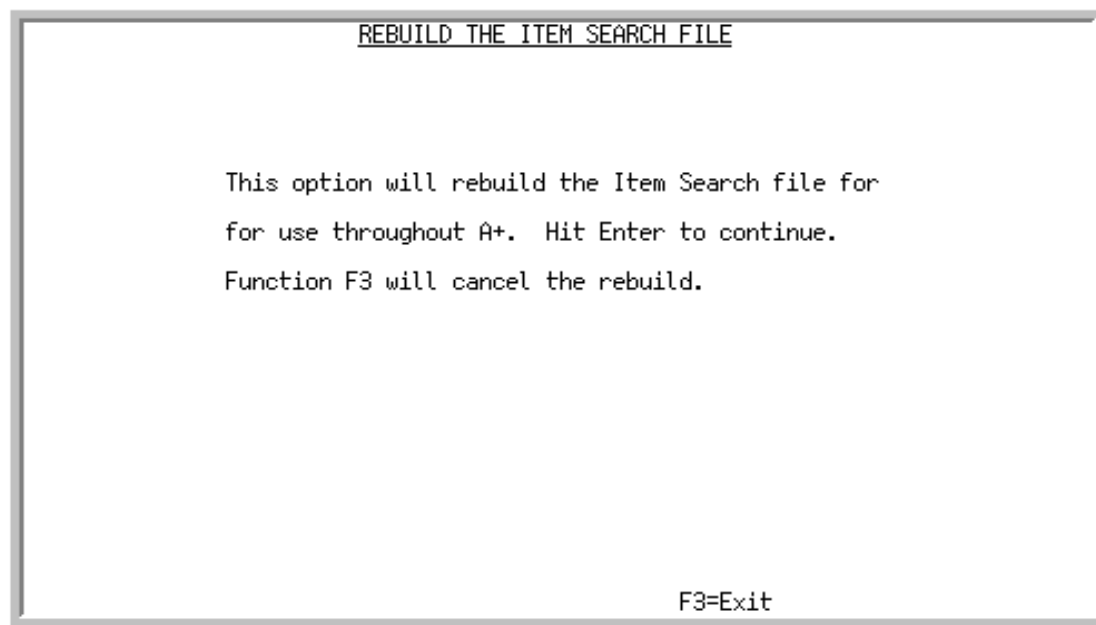 REBUILD THE ITEM SEARCH FILE
This option will rebuild the Item Search file for
for use throughout A+.  Hit Enter to continue.
Function F3 will cancel the rebuild.
F3=Exit